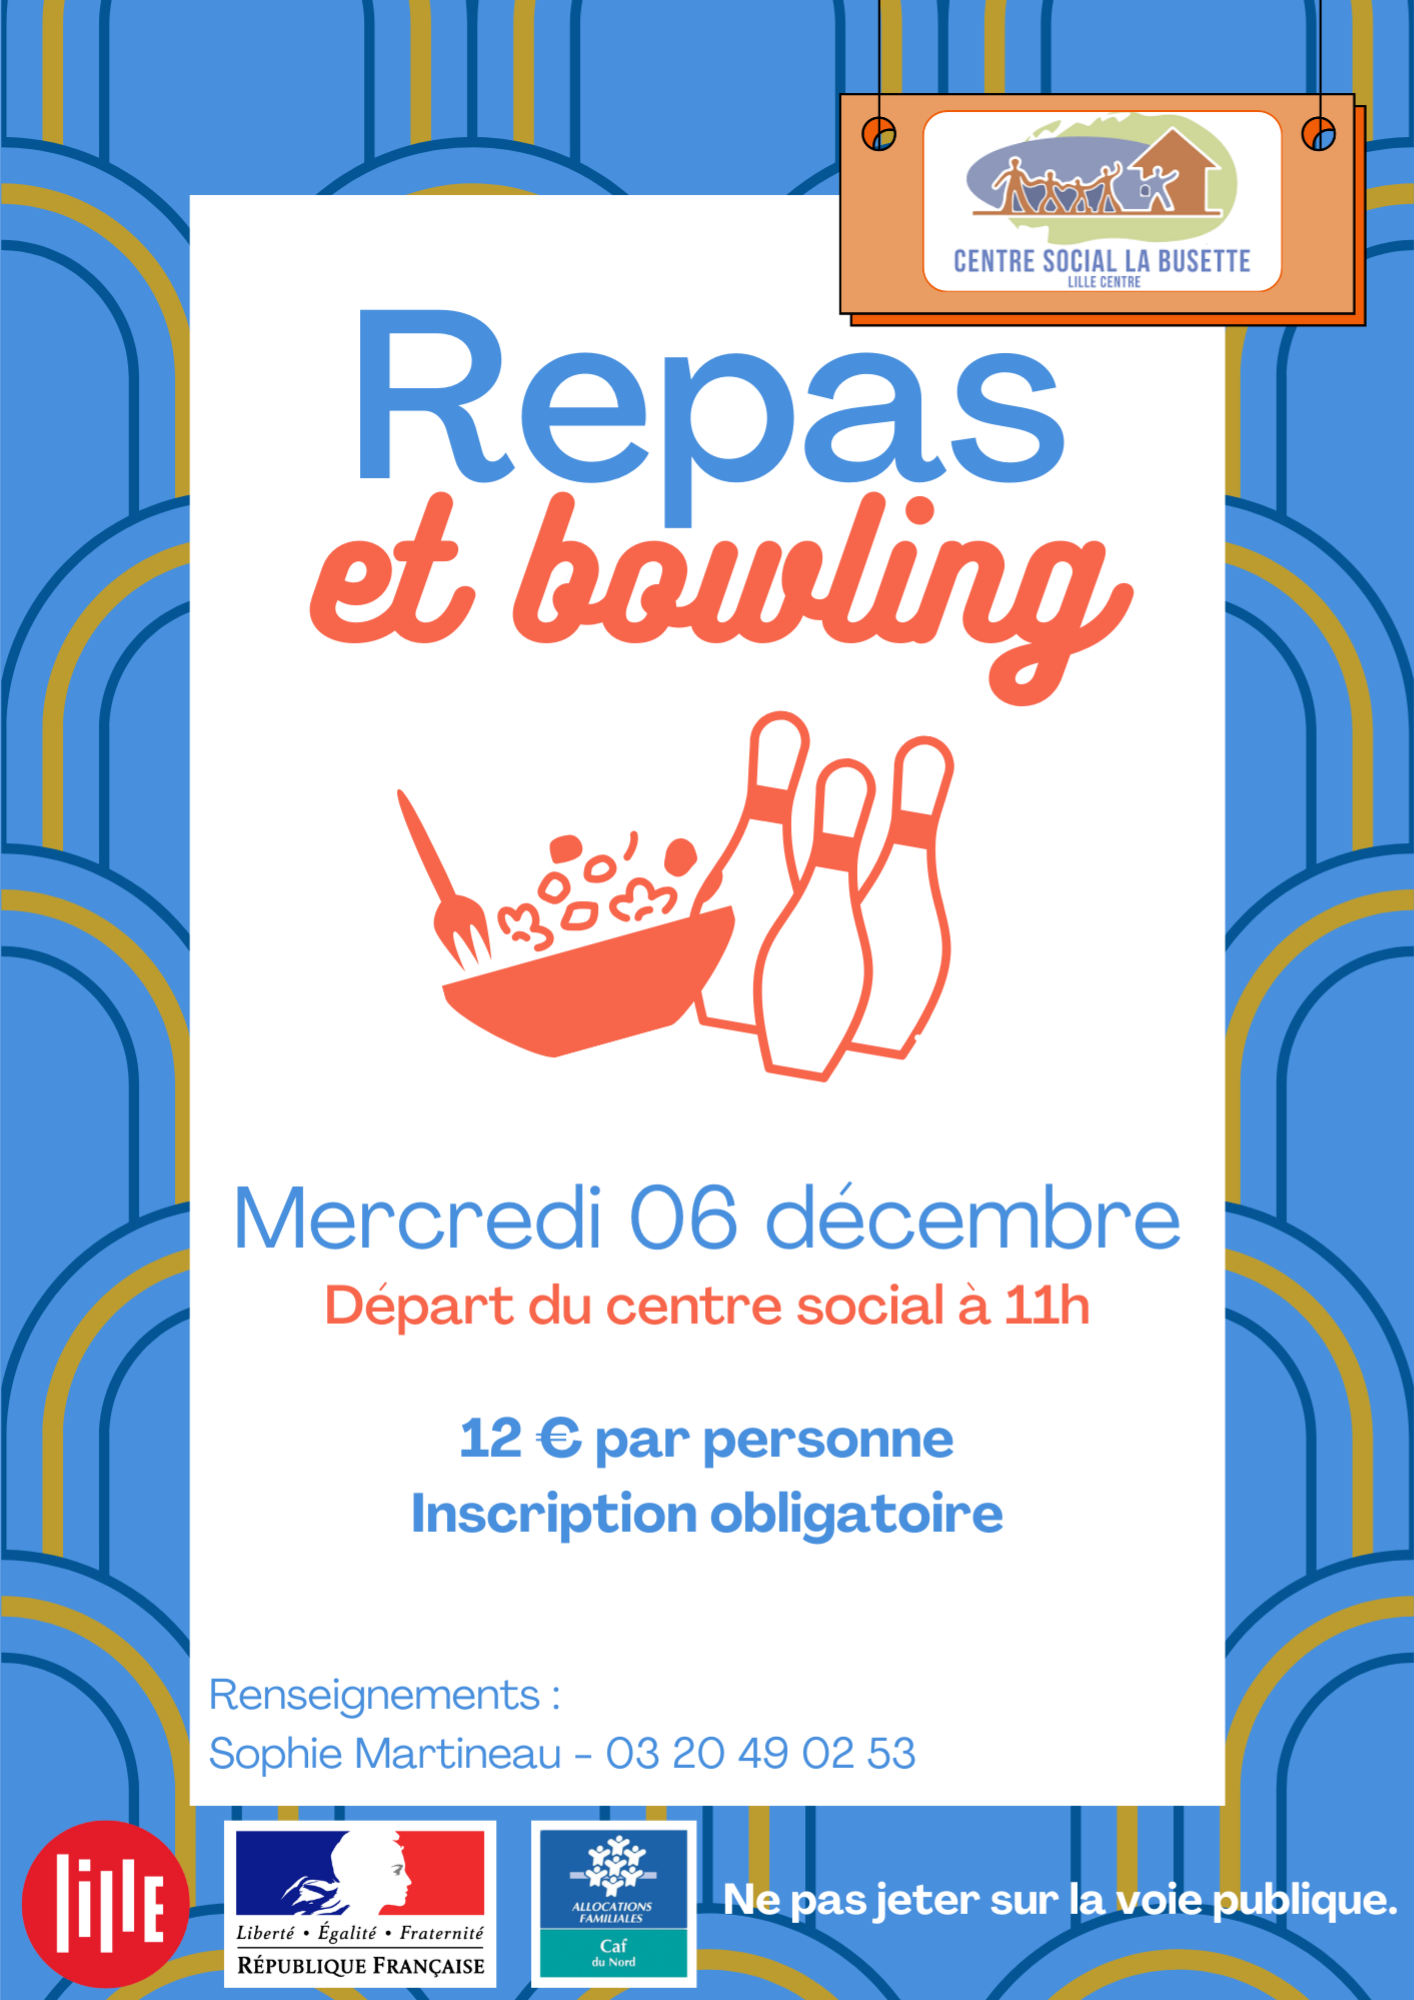 CENTRE SOCIAL LA BUSETTE
LILLE CENTRE
Repas
et bowling
Mercredi 06 décembre
Départ du centre social à 11h
12 € par personne
Inscription obligatoire
Renseignements :
Sophie Martineau - 03 20 49 02 53
lillE
Liberté • Égalité • Fraternité
RÉPUBLIQUE FRANÇAISE
ALLOCATIONS
FAMILIALES
Caf
du Nord
Ne pas jeter sur la voie publique.